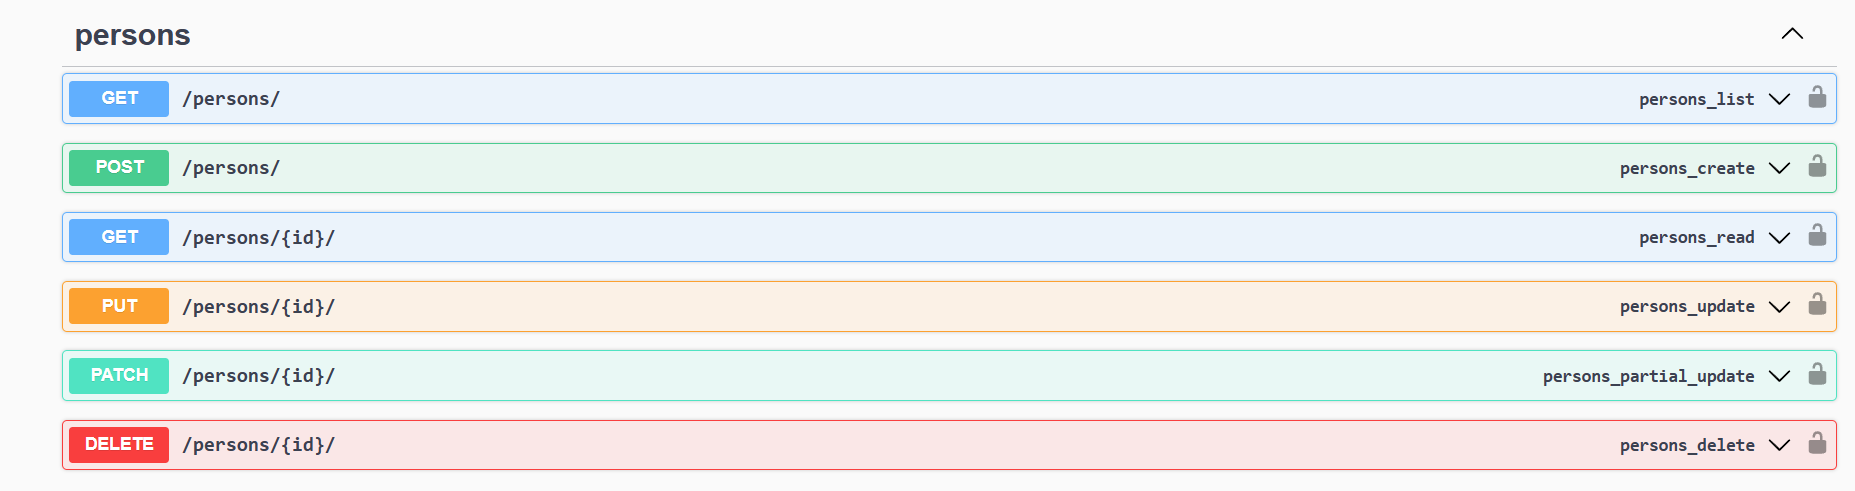 persons
GET /persons/ persons_list
POST /persons/ persons_create
GET /persons/{id}/ persons_read
PUT /persons/{id}/ persons_update
PATCH /persons/{id}/ persons_partial_update
DELETE /persons/{id}/ persons_delete